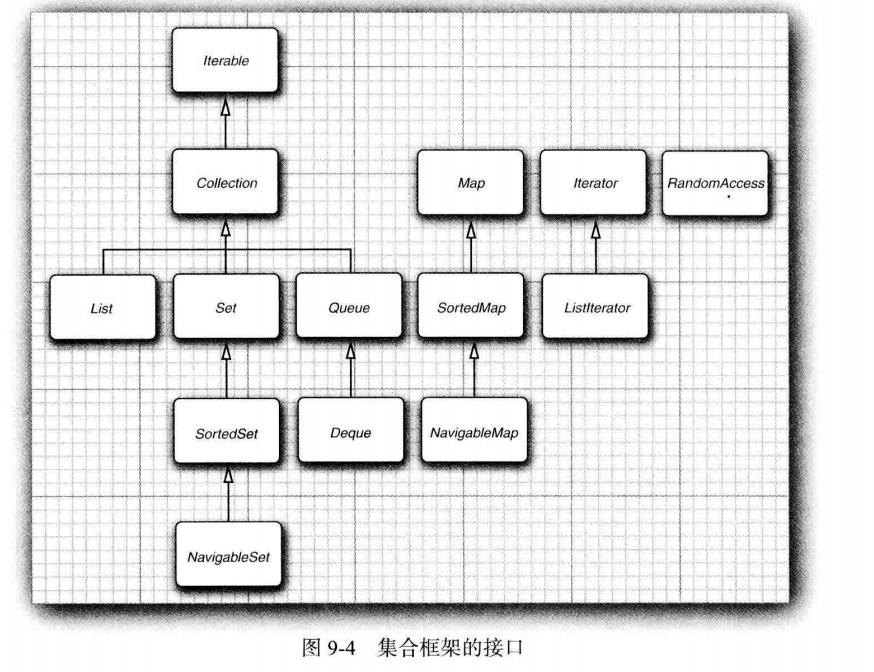 Iterable
Collection
Map
Iterator
RandomAccess
List
Set
Queue
SortedMap
ListIterator
SortedSet
Deque
NavigableMap
NavigableSet
图 9-4 集合框架的接口